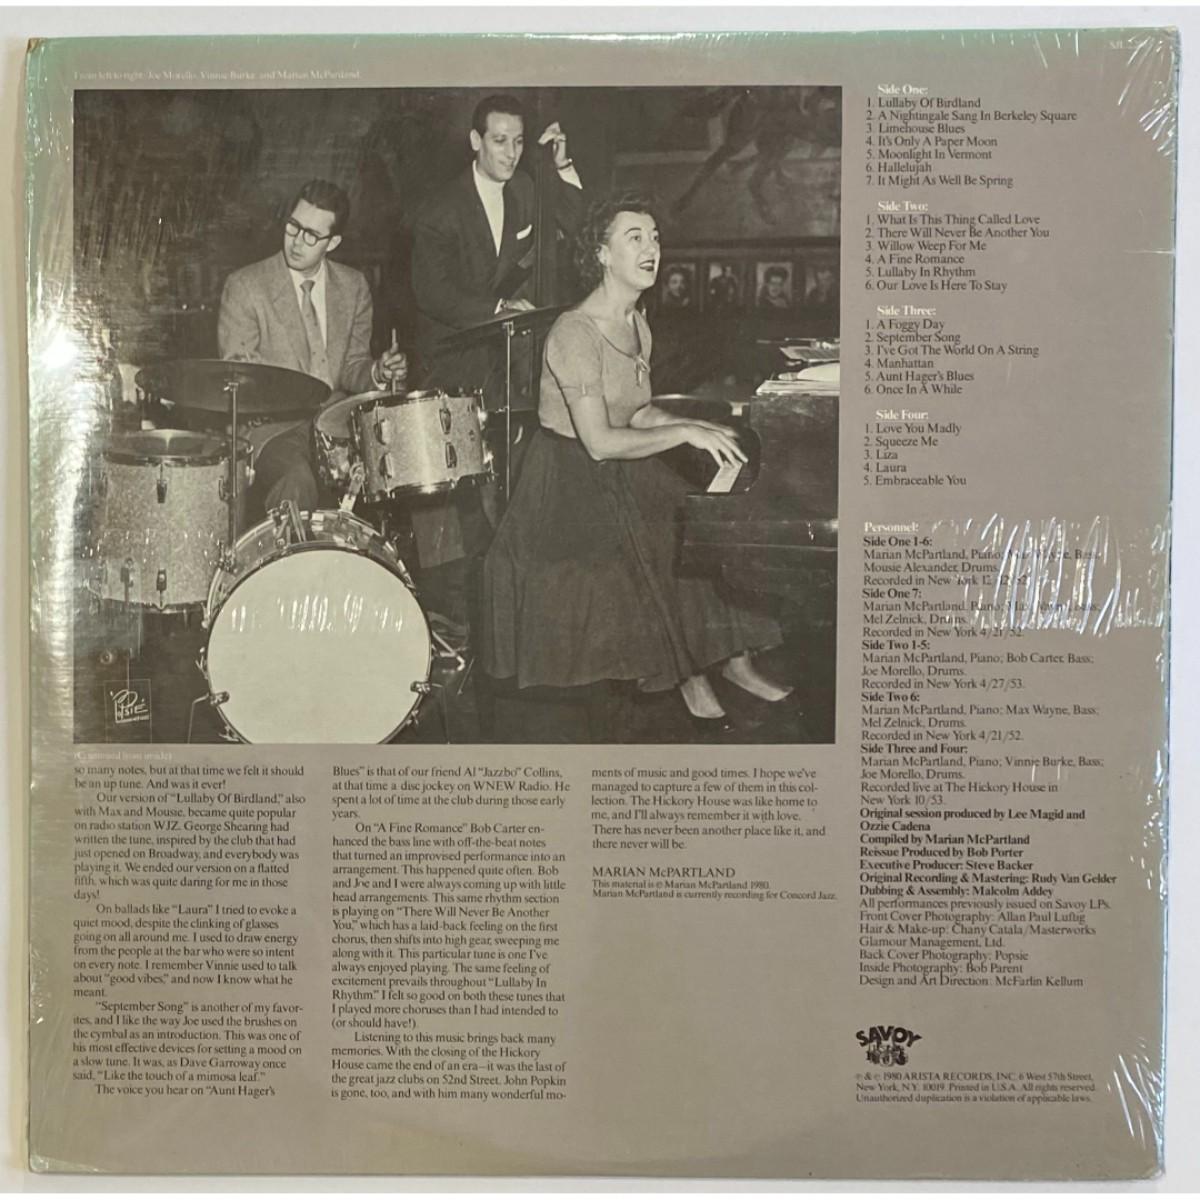 From left to right: Joe Morello, Vinnie Burke, and Marian McPartland.
SJL
Side One:
1. Lullaby Of Birdland
2. A Nightingale Sang In Berkeley Square
3. Limehouse Blues
4. It's Only A Paper Moon
5. Moonlight In Vermont
6. Hallelujah
7. It Might As Well Be Spring
Side Two:
1. What Is This Thing Called Love
2. There Will Never Be Another You
3. Willow Weep For Me
4. A Fine Romance
5. Lullaby In Rhythm
6. Our Love Is Here To Stay
Side Three:
1. A Foggy Day
2. September Song
3. I've Got The World On A String
4. Manhattan
5. Aunt Hager's Blues
6. Once In A While
Side Four:
1. Love You Madly
2. Squeeze Me
3. Liza
4. Laura
5. Embraceable You
Personnel:
Side One 1-6:
Marian McPartland, Piano; Max Wayne, Bass;
Mousie Alexander, Drums.
Recorded in New York 12/ /52
Side One 7:
Marian McPartland, Piano; Max Wayne, Bass;
Mel Zelnick, Drums.
Recorded in New York 4/21/52.
Side Two 1-5:
Marian McPartland, Piano; Bob Carter, Bass;
Joe Morello, Drums.
Recorded in New York 4/27/53.
Side Two 6:
Marian McPartland, Piano; Max Wayne, Bass;
Mel Zelnick, Drums.
Recorded in New York 4/21/52.
Side Three and Four:
Marian McPartland, Piano; Vinnie Burke, Bass;
Joe Morello, Drums.
Recorded live at The Hickory House in
New York 10/53.
Original session produced by Lee Magid and
Ozzie Cadena
Compiled by Marian McPartland
Reissue Produced by Bob Porter
Executive Producer: Steve Backer
Original Recording & Mastering: Rudy Van Gelder
Dubbing & Assembly: Malcolm Addey
All performances previously issued on Savoy LPs.
Front Cover Photography: Allan Paul Luftig
Hair & Make-up: Chany Catala/Masterworks
Glamour Management, Ltd.
Back Cover Photography: Popsie
Inside Photography: Bob Parent
Design and Art Direction: McFarlin Kellum
SAVOY
℗ & © 1980 ARISTA RECORDS, INC. 6 West 57th Street,
New York, N.Y. 10019. Printed in U.S.A. All rights reserved.
Unauthorized duplication is a violation of applicable laws.
POPSIE
(Continued from inside)
so many notes, but at that time we felt it should
be an up tune. And was it ever!
Our version of "Lullaby Of Birdland," also
with Max and Mousie, became quite popular
on radio station WJZ. George Shearing had
written the tune, inspired by the club that had
just opened on Broadway, and everybody was
playing it. We ended our version on a flatted
fifth, which was quite daring for me in those
days!
On ballads like "Laura" I tried to evoke a
quiet mood, despite the clinking of glasses
going on all around me. I used to draw energy
from the people at the bar who were so intent
on every note. I remember Vinnie used to talk
about "good vibes," and now I know what he
meant.
"September Song" is another of my favor-
ites, and I like the way Joe used the brushes on
the cymbal as an introduction. This was one of
his most effective devices for setting a mood on
a slow tune. It was, as Dave Garroway once
said, "Like the touch of a mimosa leaf."
The voice you hear on "Aunt Hager's
Blues" is that of our friend Al "Jazzbo" Collins,
at that time a disc jockey on WNEW Radio. He
spent a lot of time at the club during those early
years.
On "A Fine Romance" Bob Carter en-
hanced the bass line with off-the-beat notes
that turned an improvised performance into an
arrangement. This happened quite often. Bob
and Joe and I were always coming up with little
head arrangements. This same rhythm section
is playing on "There Will Never Be Another
You," which has a laid-back feeling on the first
chorus, then shifts into high gear, sweeping me
along with it. This particular tune is one I've
always enjoyed playing. The same feeling of
excitement prevails throughout "Lullaby In
Rhythm." I felt so good on both these tunes that
I played more choruses than I had intended to
(or should have!).
Listening to this music brings back many
memories. With the closing of the Hickory
House came the end of an era—it was the last of
the great jazz clubs on 52nd Street. John Popkin
is gone, too, and with him many wonderful mo-
ments of music and good times. I hope we've
managed to capture a few of them in this col-
lection. The Hickory House was like home to
me, and I'll always remember it with love.
There has never been another place like it, and
there never will be.
MARIAN McPARTLAND
This material is © Marian McPartland 1980.
Marian McPartland is currently recording for Concord Jazz.